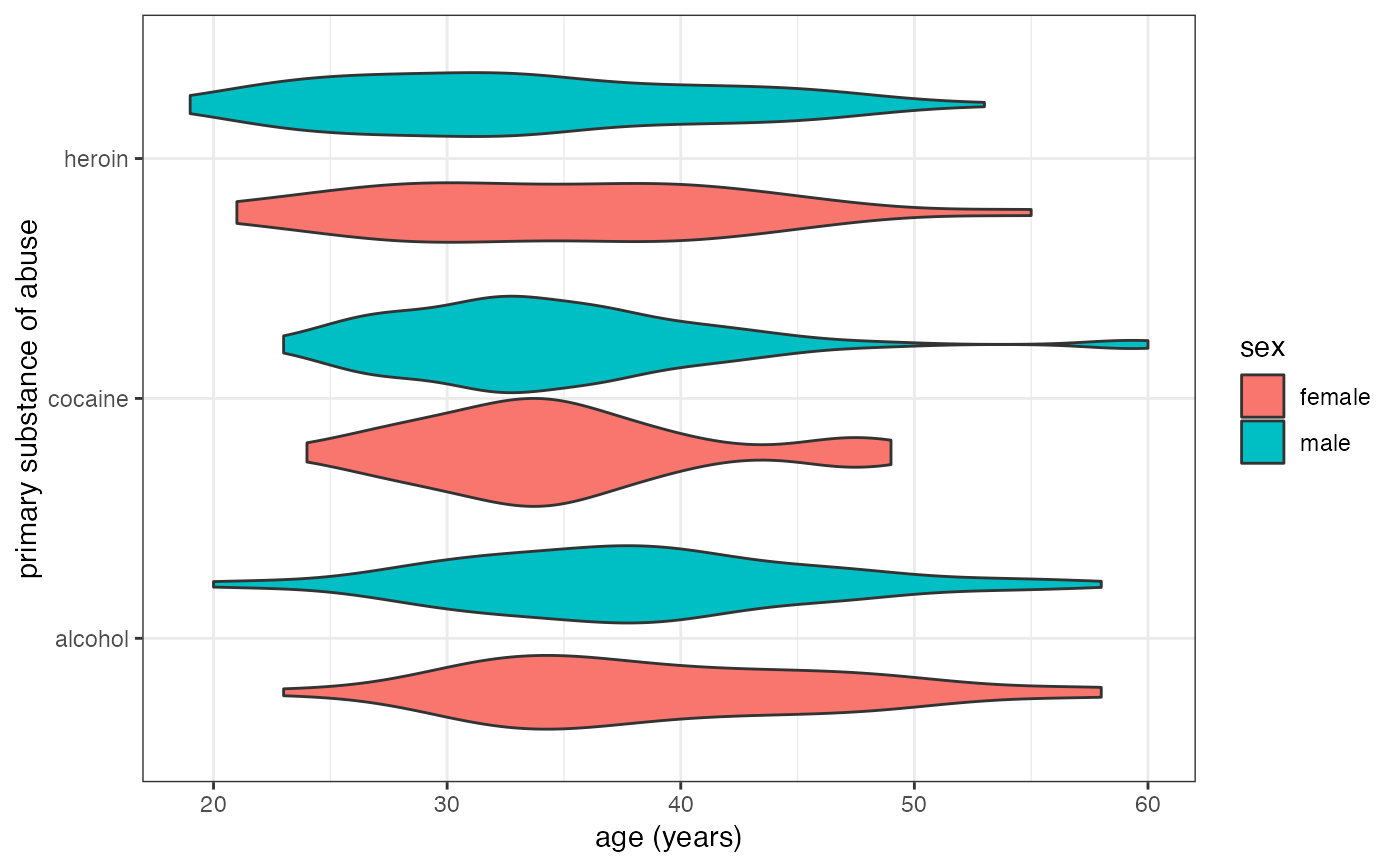 heroin
cocaine
alcohol
primary substance of abuse
20 30 40 50 60
age (years)
sex
female
male